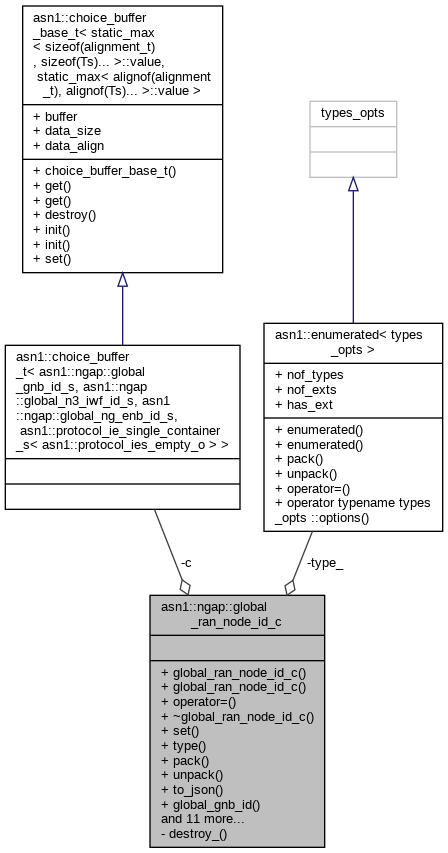 asn1::choice_buffer
_base_t< static_max
< sizeof(alignment_t)
, sizeof(Ts)... >::value,
static_max< alignof(alignment
_t), alignof(Ts)... >::value >
+ buffer
+ data_size
+ data_align
+ choice_buffer_base_t()
+ get()
+ get()
+ destroy()
+ init()
+ init()
+ set()
types_opts
asn1::choice_buffer
_t< asn1::ngap::global
_gnb_id_s, asn1::ngap
::global_n3_iwf_id_s, asn1
::ngap::global_ng_enb_id_s,
asn1::protocol_ie_single_container
_s< asn1::protocol_ies_empty_o > >
asn1::enumerated< types
_opts >
+ nof_types
+ nof_exts
+ has_ext
+ enumerated()
+ enumerated()
+ pack()
+ unpack()
+ operator=()
+ operator typename types
_opts ::options()
-c
-type_
asn1::ngap::global
_ran_node_id_c
+ global_ran_node_id_c()
+ global_ran_node_id_c()
+ operator=()
+ ~global_ran_node_id_c()
+ set()
+ type()
+ pack()
+ unpack()
+ to_json()
+ global_gnb_id()
and 11 more...
- destroy_()